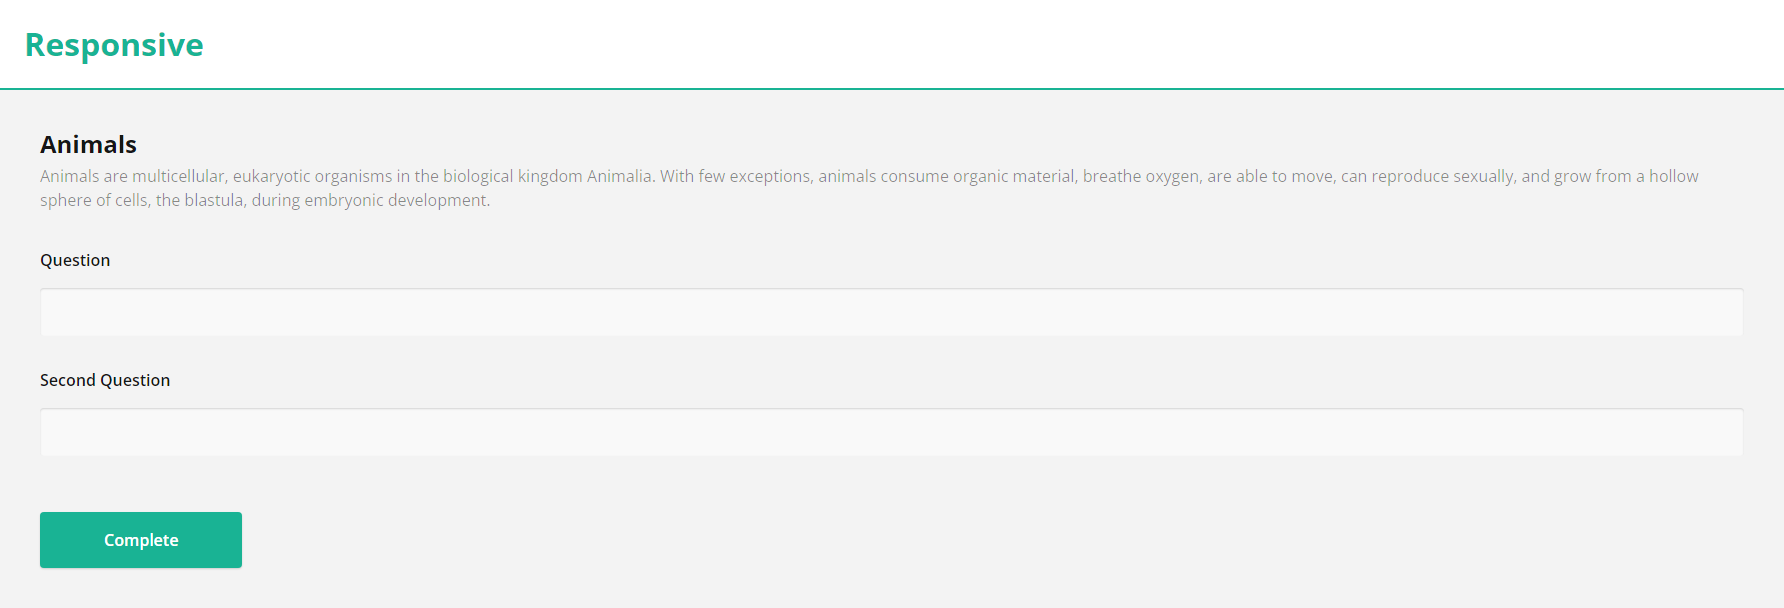 Responsive
Animals
Animals are multicellular, eukaryotic organisms in the biological kingdom Animalia. With few exceptions, animals consume organic material, breathe oxygen, are able to move, can reproduce sexually, and grow from a hollow
sphere of cells, the blastula, during embryonic development.
Question
Second Question
Complete